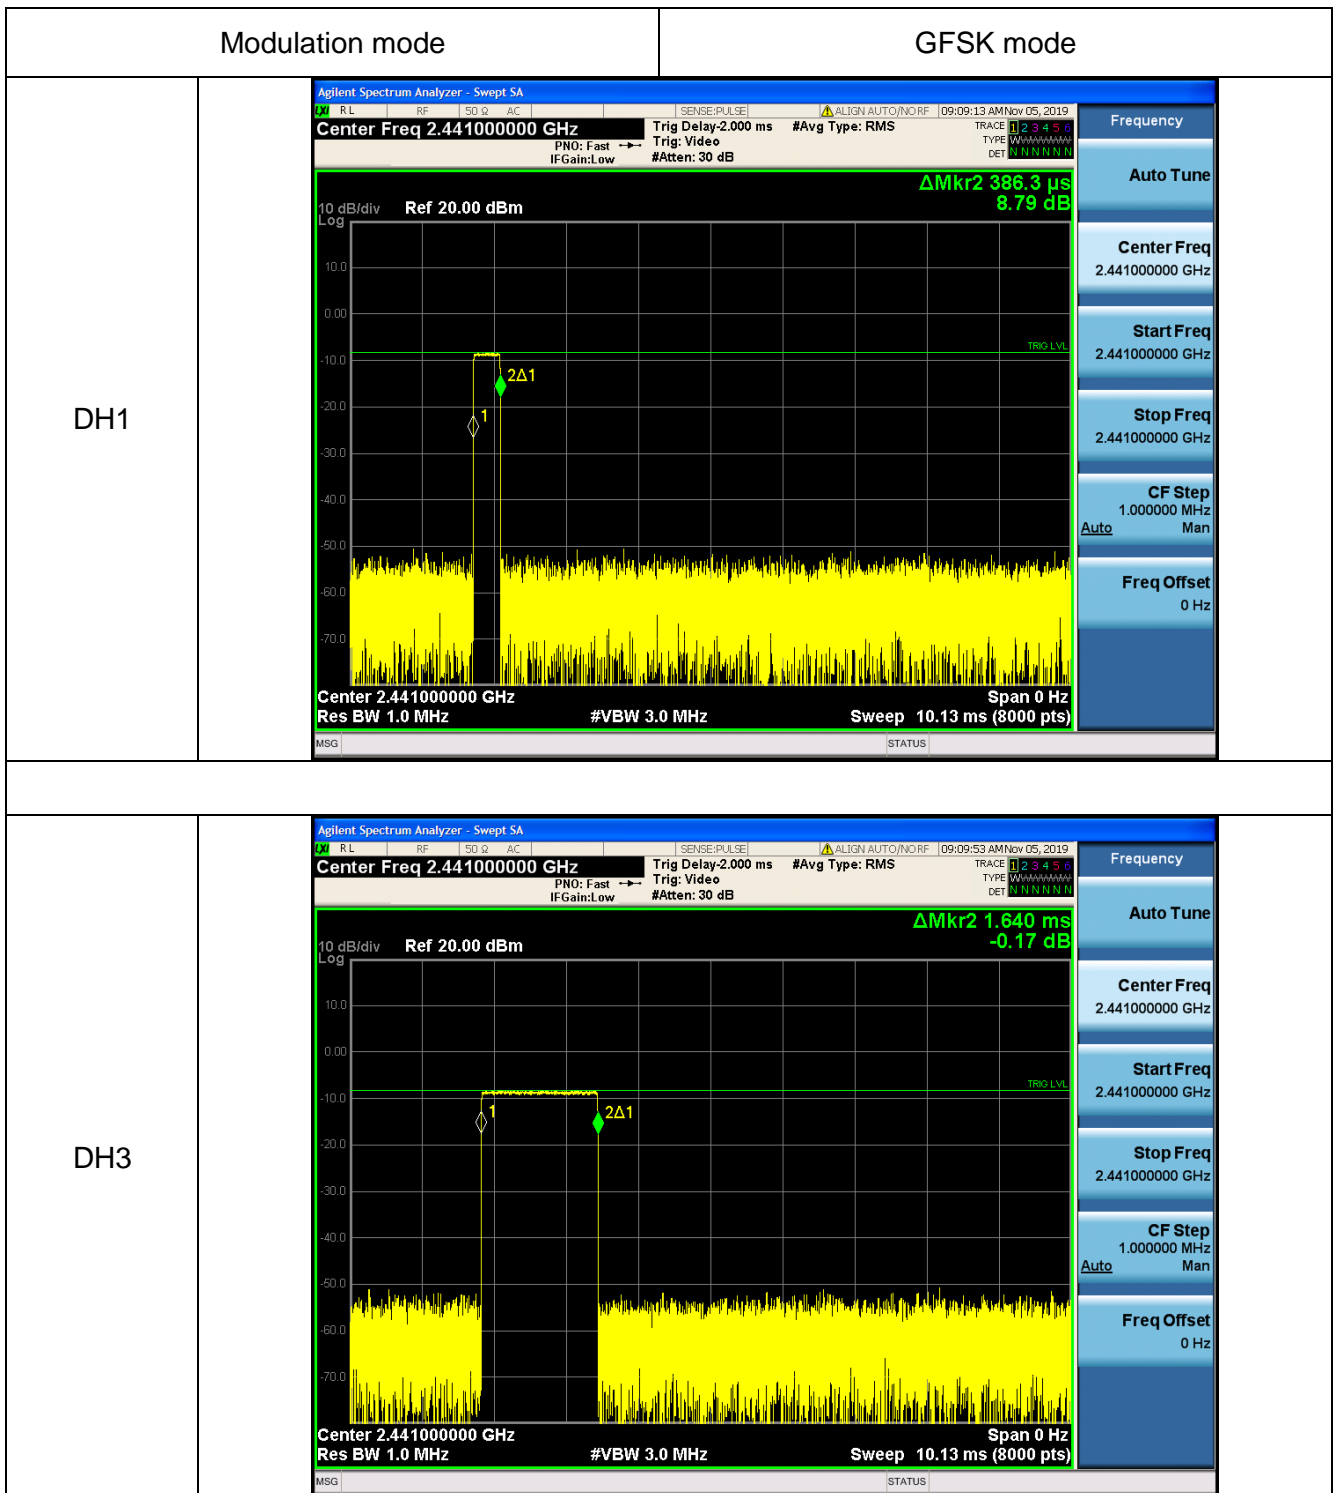 Modulation mode GFSK mode
DH1
Agilent Spectrum Analyzer - Swept SA
LXI RL RF 50 Ω AC SENSE:PULSE ALIGN AUTO/NO RF 09:09:13 AM Nov 05, 2019
Center Freq 2.441000000 GHz Trig Delay-2.000 ms #Avg Type: RMS TRACE 1 2 3 4 5 6
PNO: Fast Trig: Video TYPE WWWWWW
IFGain:Low #Atten: 30 dB DET N N N N N N
Frequency
Auto Tune
ΔMkr2 386.3 µs
8.79 dB
10 dB/div Ref 20.00 dBm
Log
10.0
0.00
-10.0
-20.0
-30.0
-40.0
-50.0
-60.0
-70.0
TRIG LVL
2Δ1
1
Center Freq
2.441000000 GHz
Start Freq
2.441000000 GHz
Stop Freq
2.441000000 GHz
CF Step
1.000000 MHz
Auto Man
Freq Offset
0 Hz
Center 2.441000000 GHz Span 0 Hz
Res BW 1.0 MHz #VBW 3.0 MHz Sweep 10.13 ms (8000 pts)
MSG STATUS
DH3
Agilent Spectrum Analyzer - Swept SA
LXI RL RF 50 Ω AC SENSE:PULSE ALIGN AUTO/NO RF 09:09:53 AM Nov 05, 2019
Center Freq 2.441000000 GHz Trig Delay-2.000 ms #Avg Type: RMS TRACE 1 2 3 4 5 6
PNO: Fast Trig: Video TYPE WWWWWW
IFGain:Low #Atten: 30 dB DET N N N N N N
Frequency
Auto Tune
ΔMkr2 1.640 ms
-0.17 dB
10 dB/div Ref 20.00 dBm
Log
10.0
0.00
-10.0
-20.0
-30.0
-40.0
-50.0
-60.0
-70.0
TRIG LVL
1
2Δ1
Center Freq
2.441000000 GHz
Start Freq
2.441000000 GHz
Stop Freq
2.441000000 GHz
CF Step
1.000000 MHz
Auto Man
Freq Offset
0 Hz
Center 2.441000000 GHz Span 0 Hz
Res BW 1.0 MHz #VBW 3.0 MHz Sweep 10.13 ms (8000 pts)
MSG STATUS